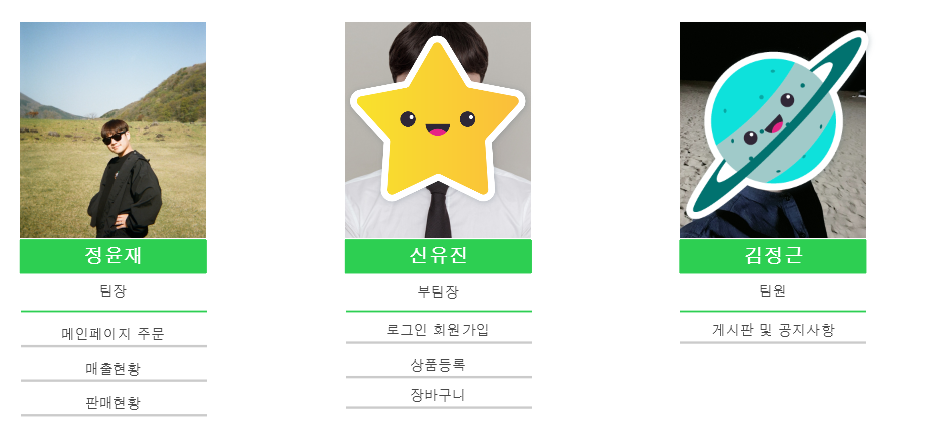 정윤재
팀장
메인페이지 주문
매출현황
판매현황
신유진
부팀장
로그인 회원가입
상품등록
장바구니
김정근
팀원
게시판 및 공지사항